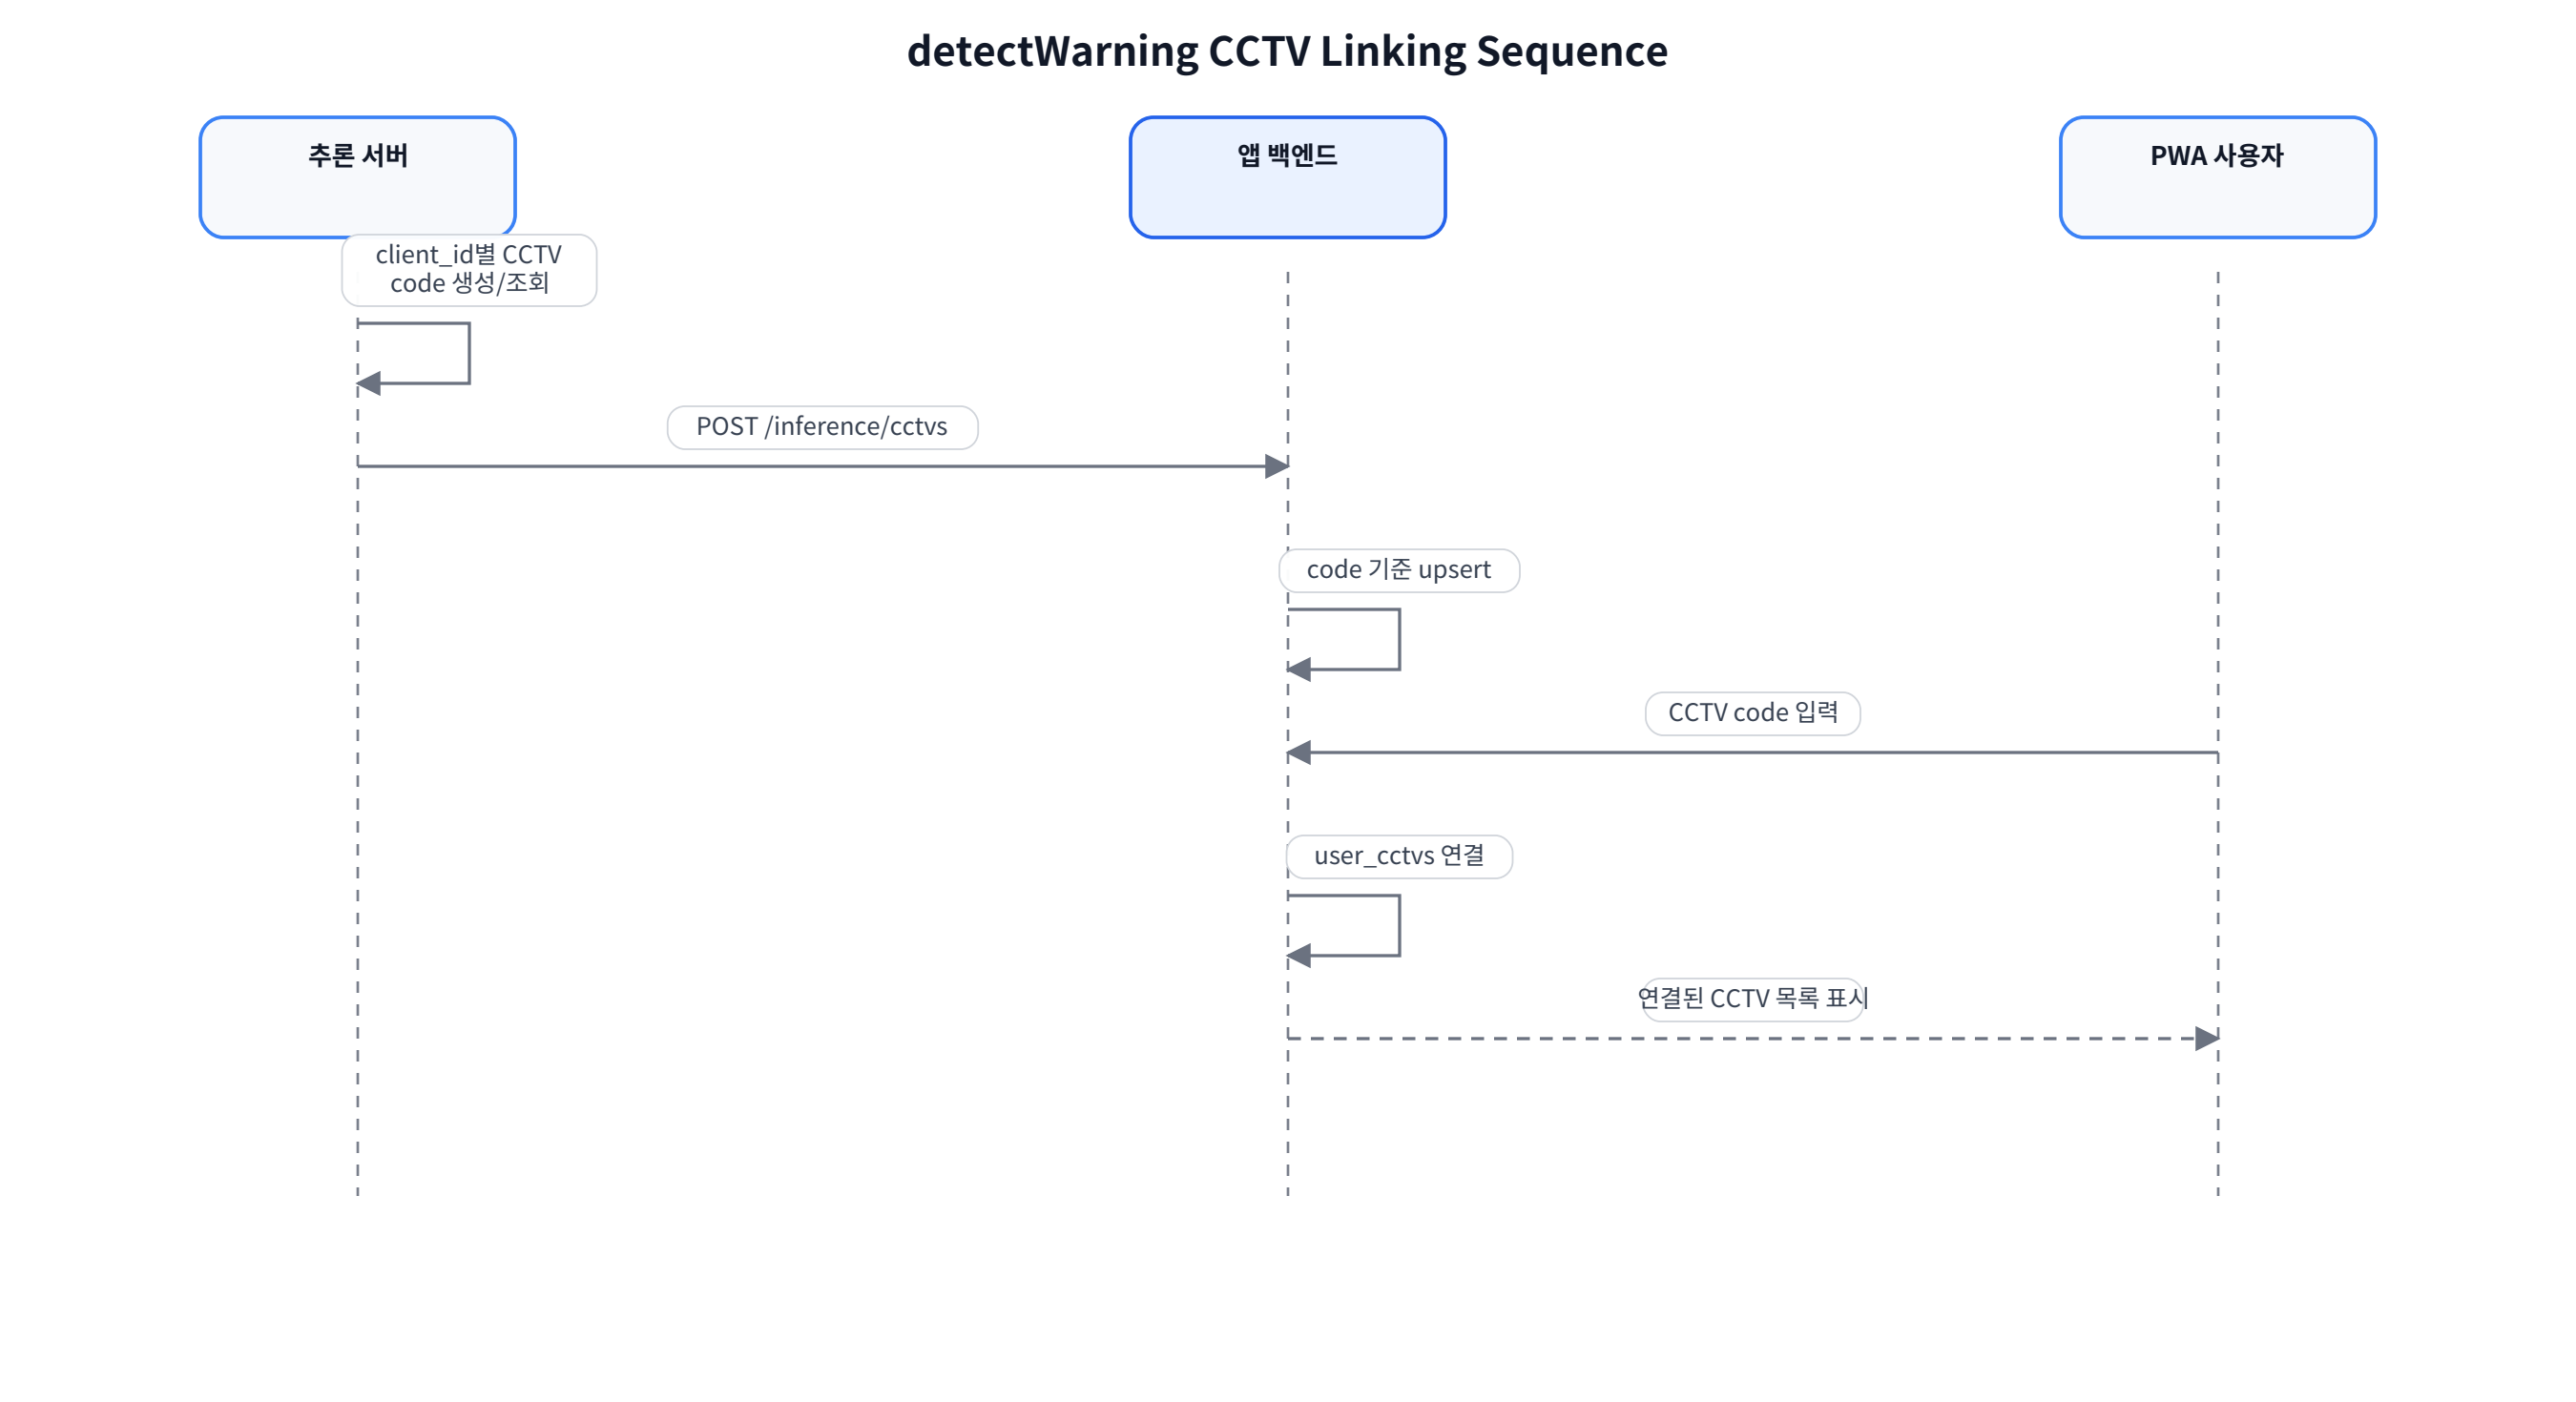 detectWarning CCTV Linking Sequence
추론 서버
앱 백엔드
PWA 사용자
client_id별 CCTV
code 생성/조회
POST /inference/cctvs
code 기준 upsert
CCTV code 입력
user_cctvs 연결
연결된 CCTV 목록 표시